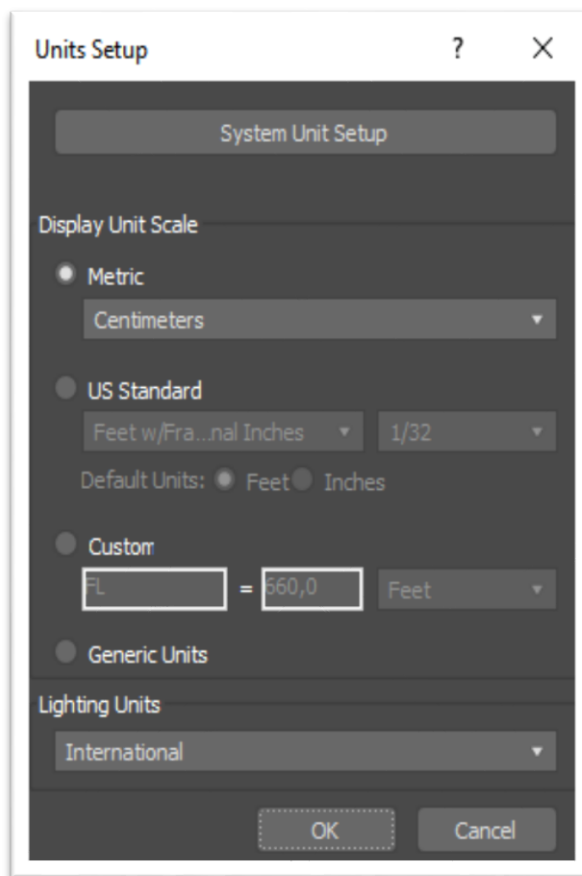 Units Setup ? ×
System Unit Setup
Display Unit Scale
Metric
Centimeters
US Standard
Feet w/Fra...nal Inches 1/32
Default Units: Feet Inches
Custom
FL = 660,0 Feet
Generic Units
Lighting Units
International
OK Cancel